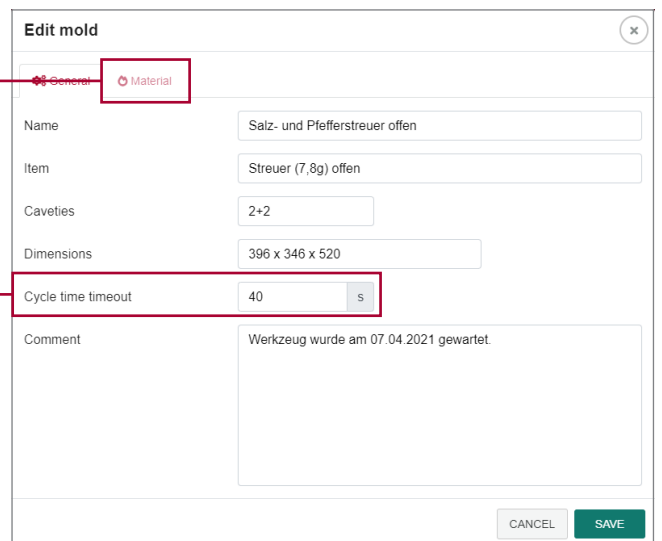 Edit mold
×
General Material
Name Salz- und Pfefferstreuer offen
Item Streuer (7,8g) offen
Caveties 2+2
Dimensions 396 x 346 x 520
Cycle time timeout 40 s
Comment Werkzeug wurde am 07.04.2021 gewartet.
CANCEL SAVE